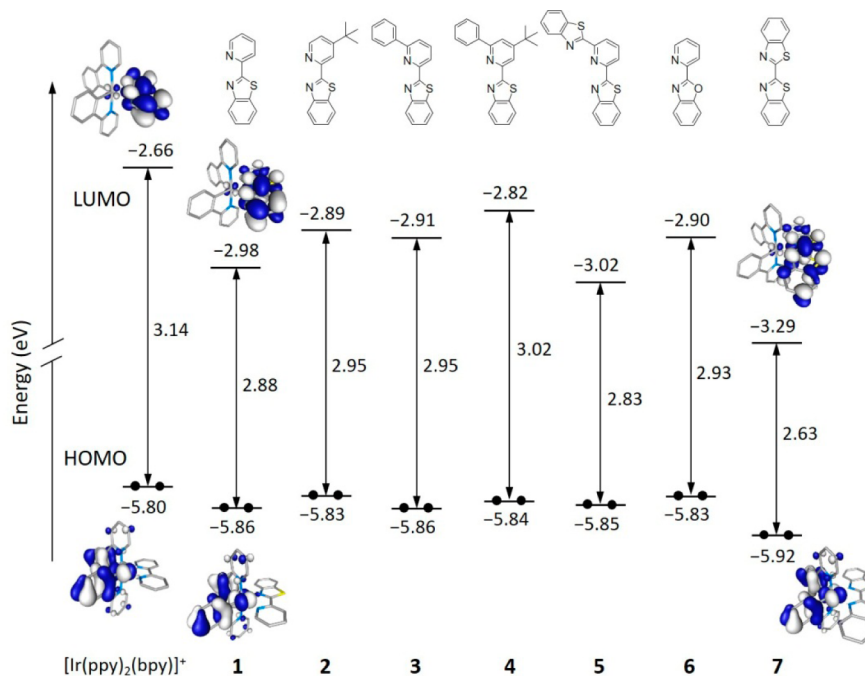 N N S
N N S
N N S
N N S
S N N N S
N N O
N S N S
LUMO
HOMO
Energy (eV)
−2.66
3.14
−5.80
−2.98
2.88
−5.86
−2.89
2.95
−5.83
−2.91
2.95
−5.86
−2.82
3.02
−5.84
−3.02
2.83
−5.85
−2.90
2.93
−5.83
−3.29
2.63
−5.92
[Ir(ppy)₂(bpy)]⁺ 1 2 3 4 5 6 7